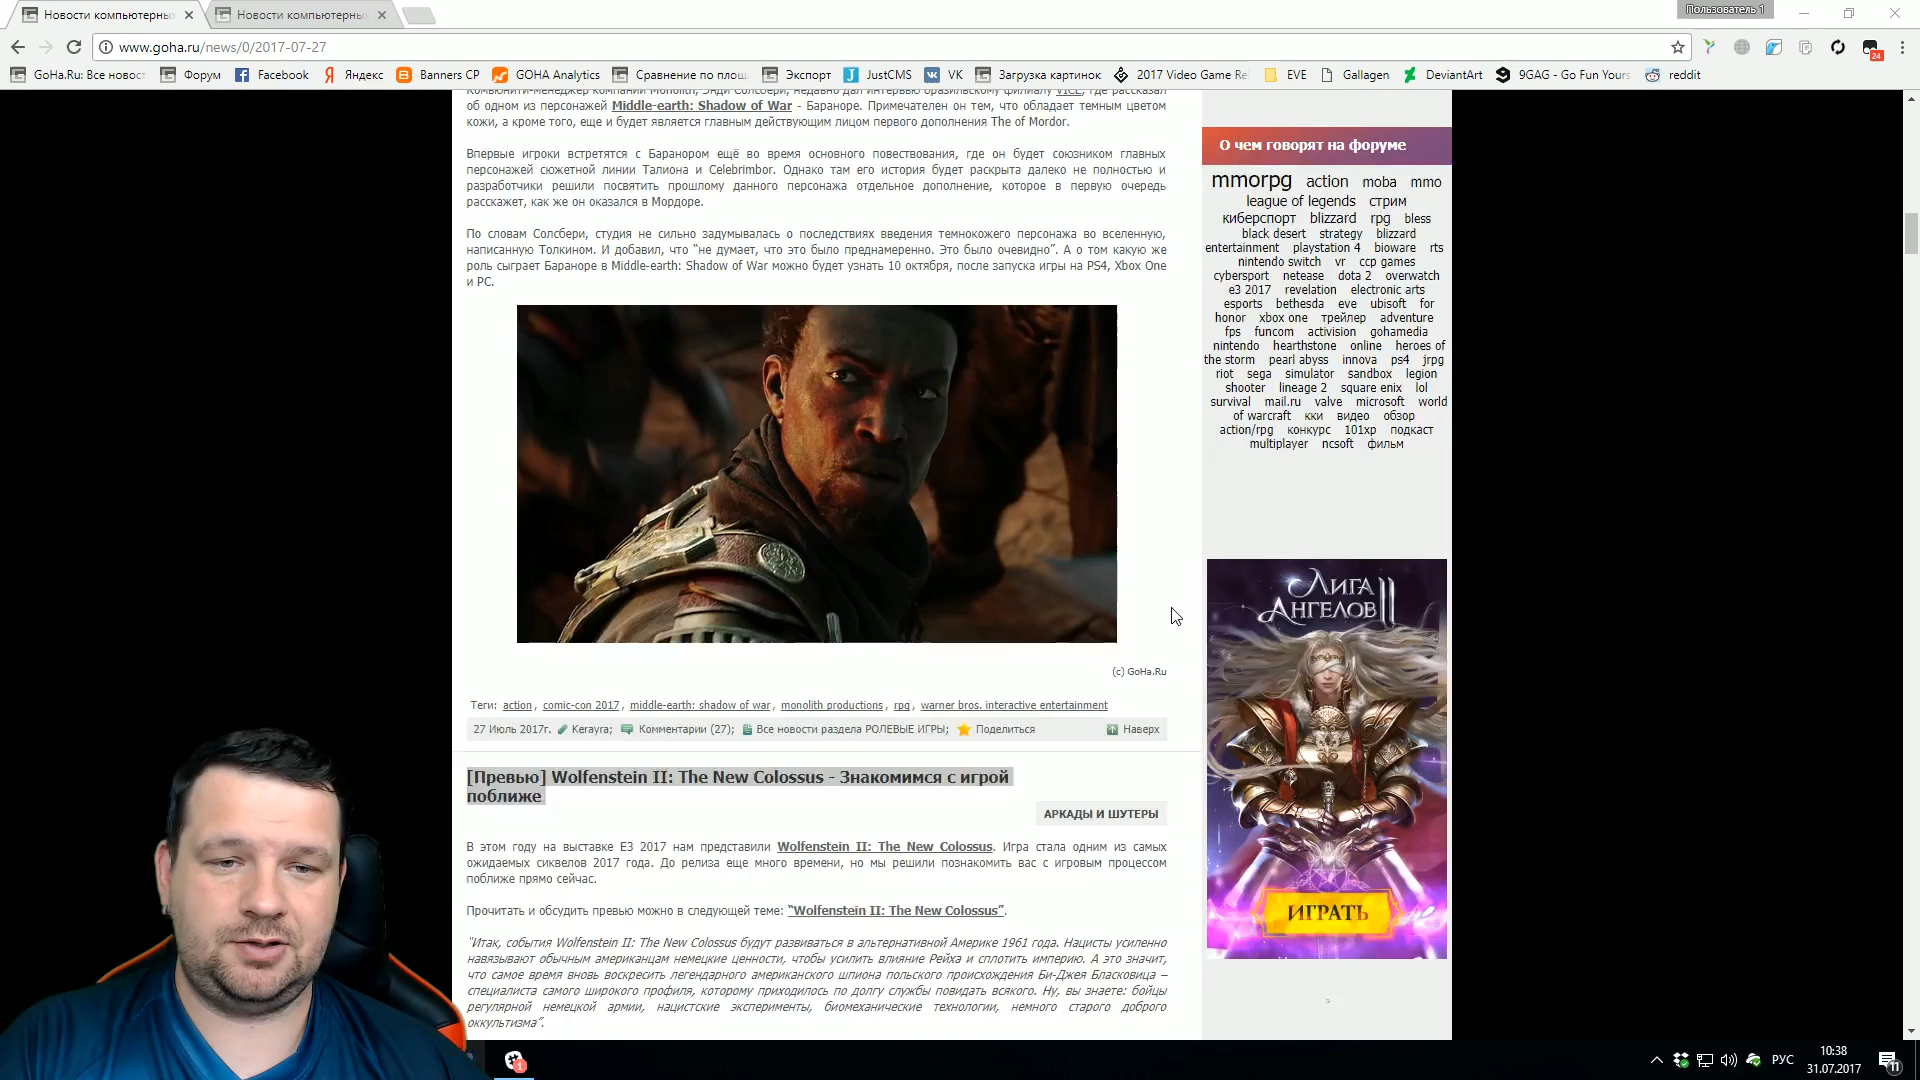 Новости компьютерны
Новости компьютерны
Пользователь 1
www.goha.ru/news/0/2017-07-27
24
GoHa.Ru: Все новост
Форум
Facebook
Яндекс
Banners CP
GOHA Analytics
Сравнение по площ
Экспорт
JustCMS
VK
Загрузка картинок
2017 Video Game Rel
EVE
Gallagen
DeviantArt
9GAG - Go Fun Yours
reddit
Комьюнити-менеджер компании Monolith, Энди Солсбери, недавно дал интервью бразильскому филиалу VICE, где рассказал
об одном из персонажей Middle-earth: Shadow of War - Бараноре. Примечателен он тем, что обладает темным цветом
кожи, а кроме того, еще и будет является главным действующим лицом первого дополнения The of Mordor.
Впервые игроки встретятся с Баранором ещё во время основного повествования, где он будет союзником главных
персонажей сюжетной линии Талиона и Celebrimbor. Однако там его история будет раскрыта далеко не полностью и
разработчики решили посвятить прошлому данного персонажа отдельное дополнение, которое в первую очередь
расскажет, как же он оказался в Мордоре.
По словам Солсбери, студия не сильно задумывалась о последствиях введения темнокожего персонажа во вселенную,
написанную Толкином. И добавил, что “не думает, что это было преднамеренно. Это было очевидно”. А о том какую же
роль сыграет Бараноре в Middle-earth: Shadow of War можно будет узнать 10 октября, после запуска игры на PS4, Xbox One
и PC.
(c) GoHa.Ru
Теги: action, comic-con 2017, middle-earth: shadow of war, monolith productions, rpg, warner bros. interactive entertainment
27 Июль 2017г. Kerayra; Комментарии (27); Все новости раздела РОЛЕВЫЕ ИГРЫ; Поделиться Наверх
[Превью] Wolfenstein II: The New Colossus - Знакомимся с игрой
поближе
АРКАДЫ И ШУТЕРЫ
В этом году на выставке E3 2017 нам представили Wolfenstein II: The New Colossus. Игра стала одним из самых
ожидаемых сиквелов 2017 года. До релиза еще много времени, но мы решили познакомить вас с игровым процессом
поближе прямо сейчас.
Прочитать и обсудить превью можно в следующей теме: “Wolfenstein II: The New Colossus”.
“Итак, события Wolfenstein II: The New Colossus будут развиваться в альтернативной Америке 1961 года. Нацисты усиленно
навязывают обычным американцам немецкие ценности, чтобы усилить влияние Рейха и сплотить империю. А это значит,
что самое время вновь воскресить легендарного американского шпиона польского происхождения Би-Джея Бласковица –
специалиста самого широкого профиля, которому приходилось по долгу службы повидать всякого. Ну, вы знаете: бойцы
регулярной немецкой армии, нацистские эксперименты, биомеханические технологии, немного старого доброго
оккультизма”.
О чем говорят на форуме
mmorpg action moba mmo
league of legends стрим
киберспорт blizzard rpg bless
black desert strategy blizzard
entertainment playstation 4 bioware rts
nintendo switch vr ccp games
cybersport netease dota 2 overwatch
e3 2017 revelation electronic arts
esports bethesda eve ubisoft for
honor xbox one трейлер adventure
fps funcom activision gohamedia
nintendo hearthstone online heroes of
the storm pearl abyss innova ps4 jrpg
riot sega simulator sandbox legion
shooter lineage 2 square enix lol
survival mail.ru valve microsoft world
of warcraft кки видео обзор
action/rpg конкурс 101xp подкаст
multiplayer ncsoft фильм
ЛИГА
АНГЕЛОВ II
ИГРАТЬ
1
РУС
10:38
31.07.2017
11